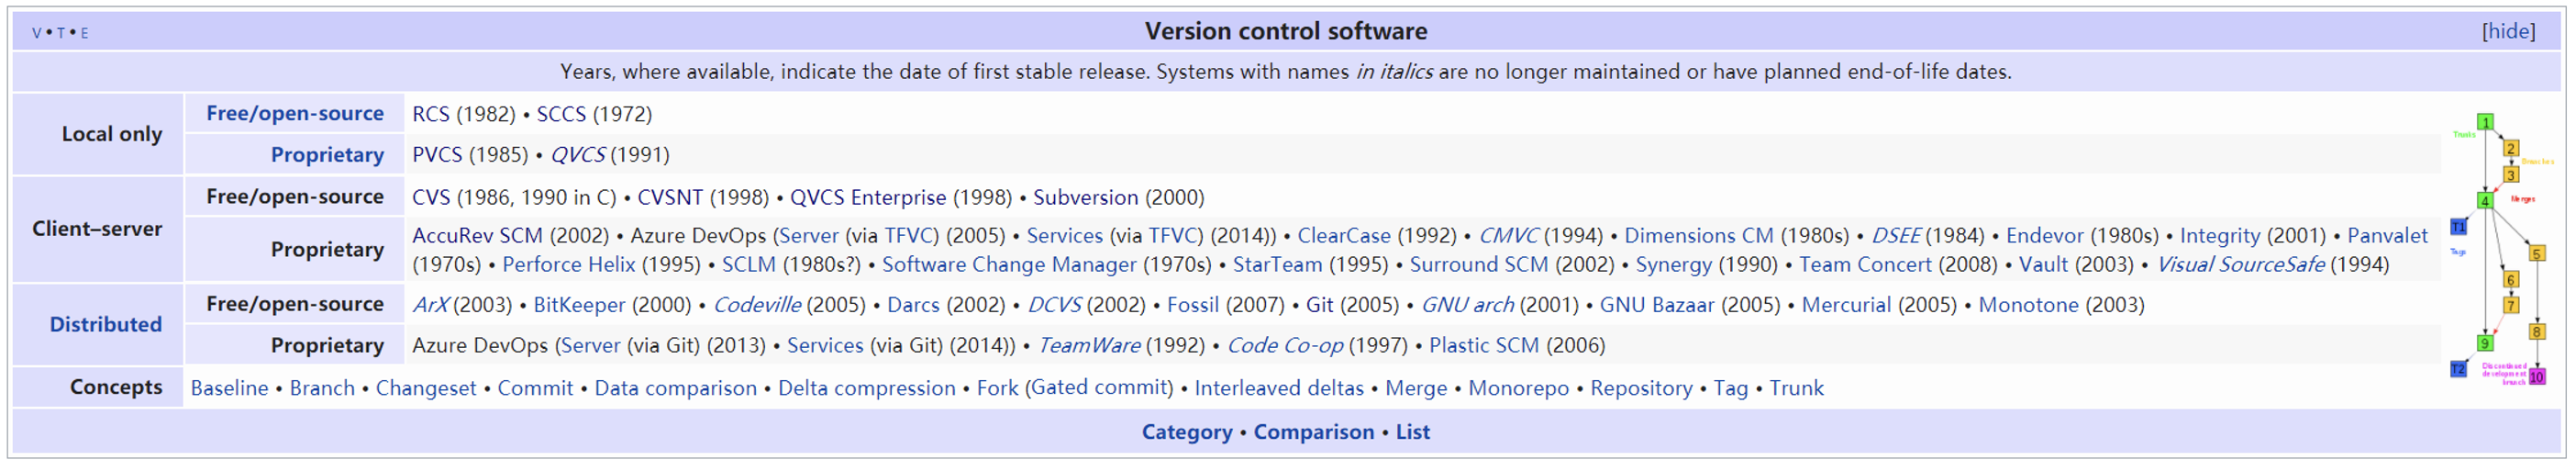 V • T • E
Version control software
[hide]
Years, where available, indicate the date of first stable release. Systems with names in italics are no longer maintained or have planned end-of-life dates.
Local only
Free/open-source
RCS (1982) • SCCS (1972)
Proprietary
PVCS (1985) • QVCS (1991)
Client–server
Free/open-source
CVS (1986, 1990 in C) • CVSNT (1998) • QVCS Enterprise (1998) • Subversion (2000)
Proprietary
AccuRev SCM (2002) • Azure DevOps (Server (via TFVC) (2005) • Services (via TFVC) (2014)) • ClearCase (1992) • CMVC (1994) • Dimensions CM (1980s) • DSEE (1984) • Endevor (1980s) • Integrity (2001) • Panvalet
(1970s) • Perforce Helix (1995) • SCLM (1980s?) • Software Change Manager (1970s) • StarTeam (1995) • Surround SCM (2002) • Synergy (1990) • Team Concert (2008) • Vault (2003) • Visual SourceSafe (1994)
Distributed
Free/open-source
ArX (2003) • BitKeeper (2000) • Codeville (2005) • Darcs (2002) • DCVS (2002) • Fossil (2007) • Git (2005) • GNU arch (2001) • GNU Bazaar (2005) • Mercurial (2005) • Monotone (2003)
Proprietary
Azure DevOps (Server (via Git) (2013) • Services (via Git) (2014)) • TeamWare (1992) • Code Co-op (1997) • Plastic SCM (2006)
Concepts
Baseline • Branch • Changeset • Commit • Data comparison • Delta compression • Fork (Gated commit) • Interleaved deltas • Merge • Monorepo • Repository • Tag • Trunk
Category • Comparison • List
1
Trunks
2
Branches
3
4
Merges
T1
Tags
5
6
7
8
9
T2
Discontinued
development
branch
10